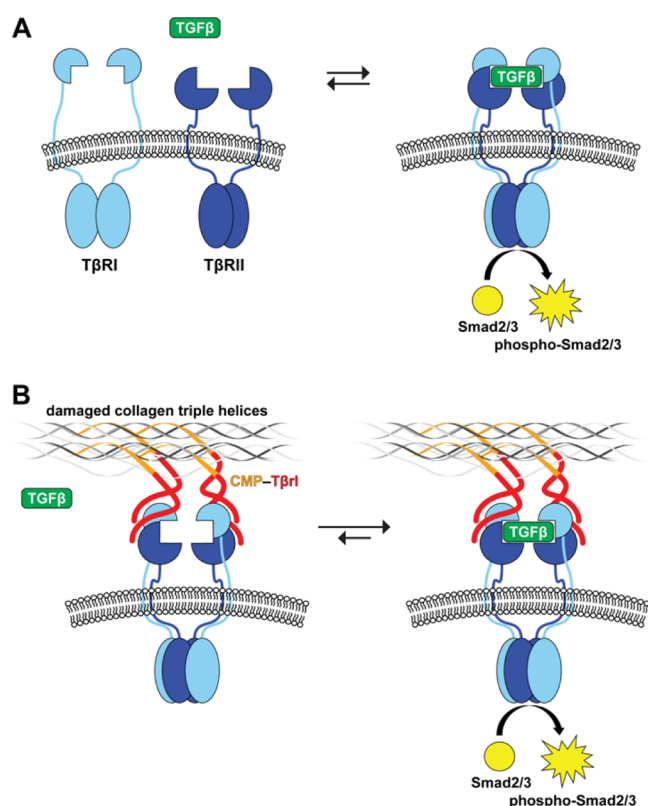 A
TGFβ
TGFβ
TβRI
TβRII
Smad2/3
phospho-Smad2/3
B
damaged collagen triple helices
CMP–TβrI
TGFβ
TGFβ
Smad2/3
phospho-Smad2/3